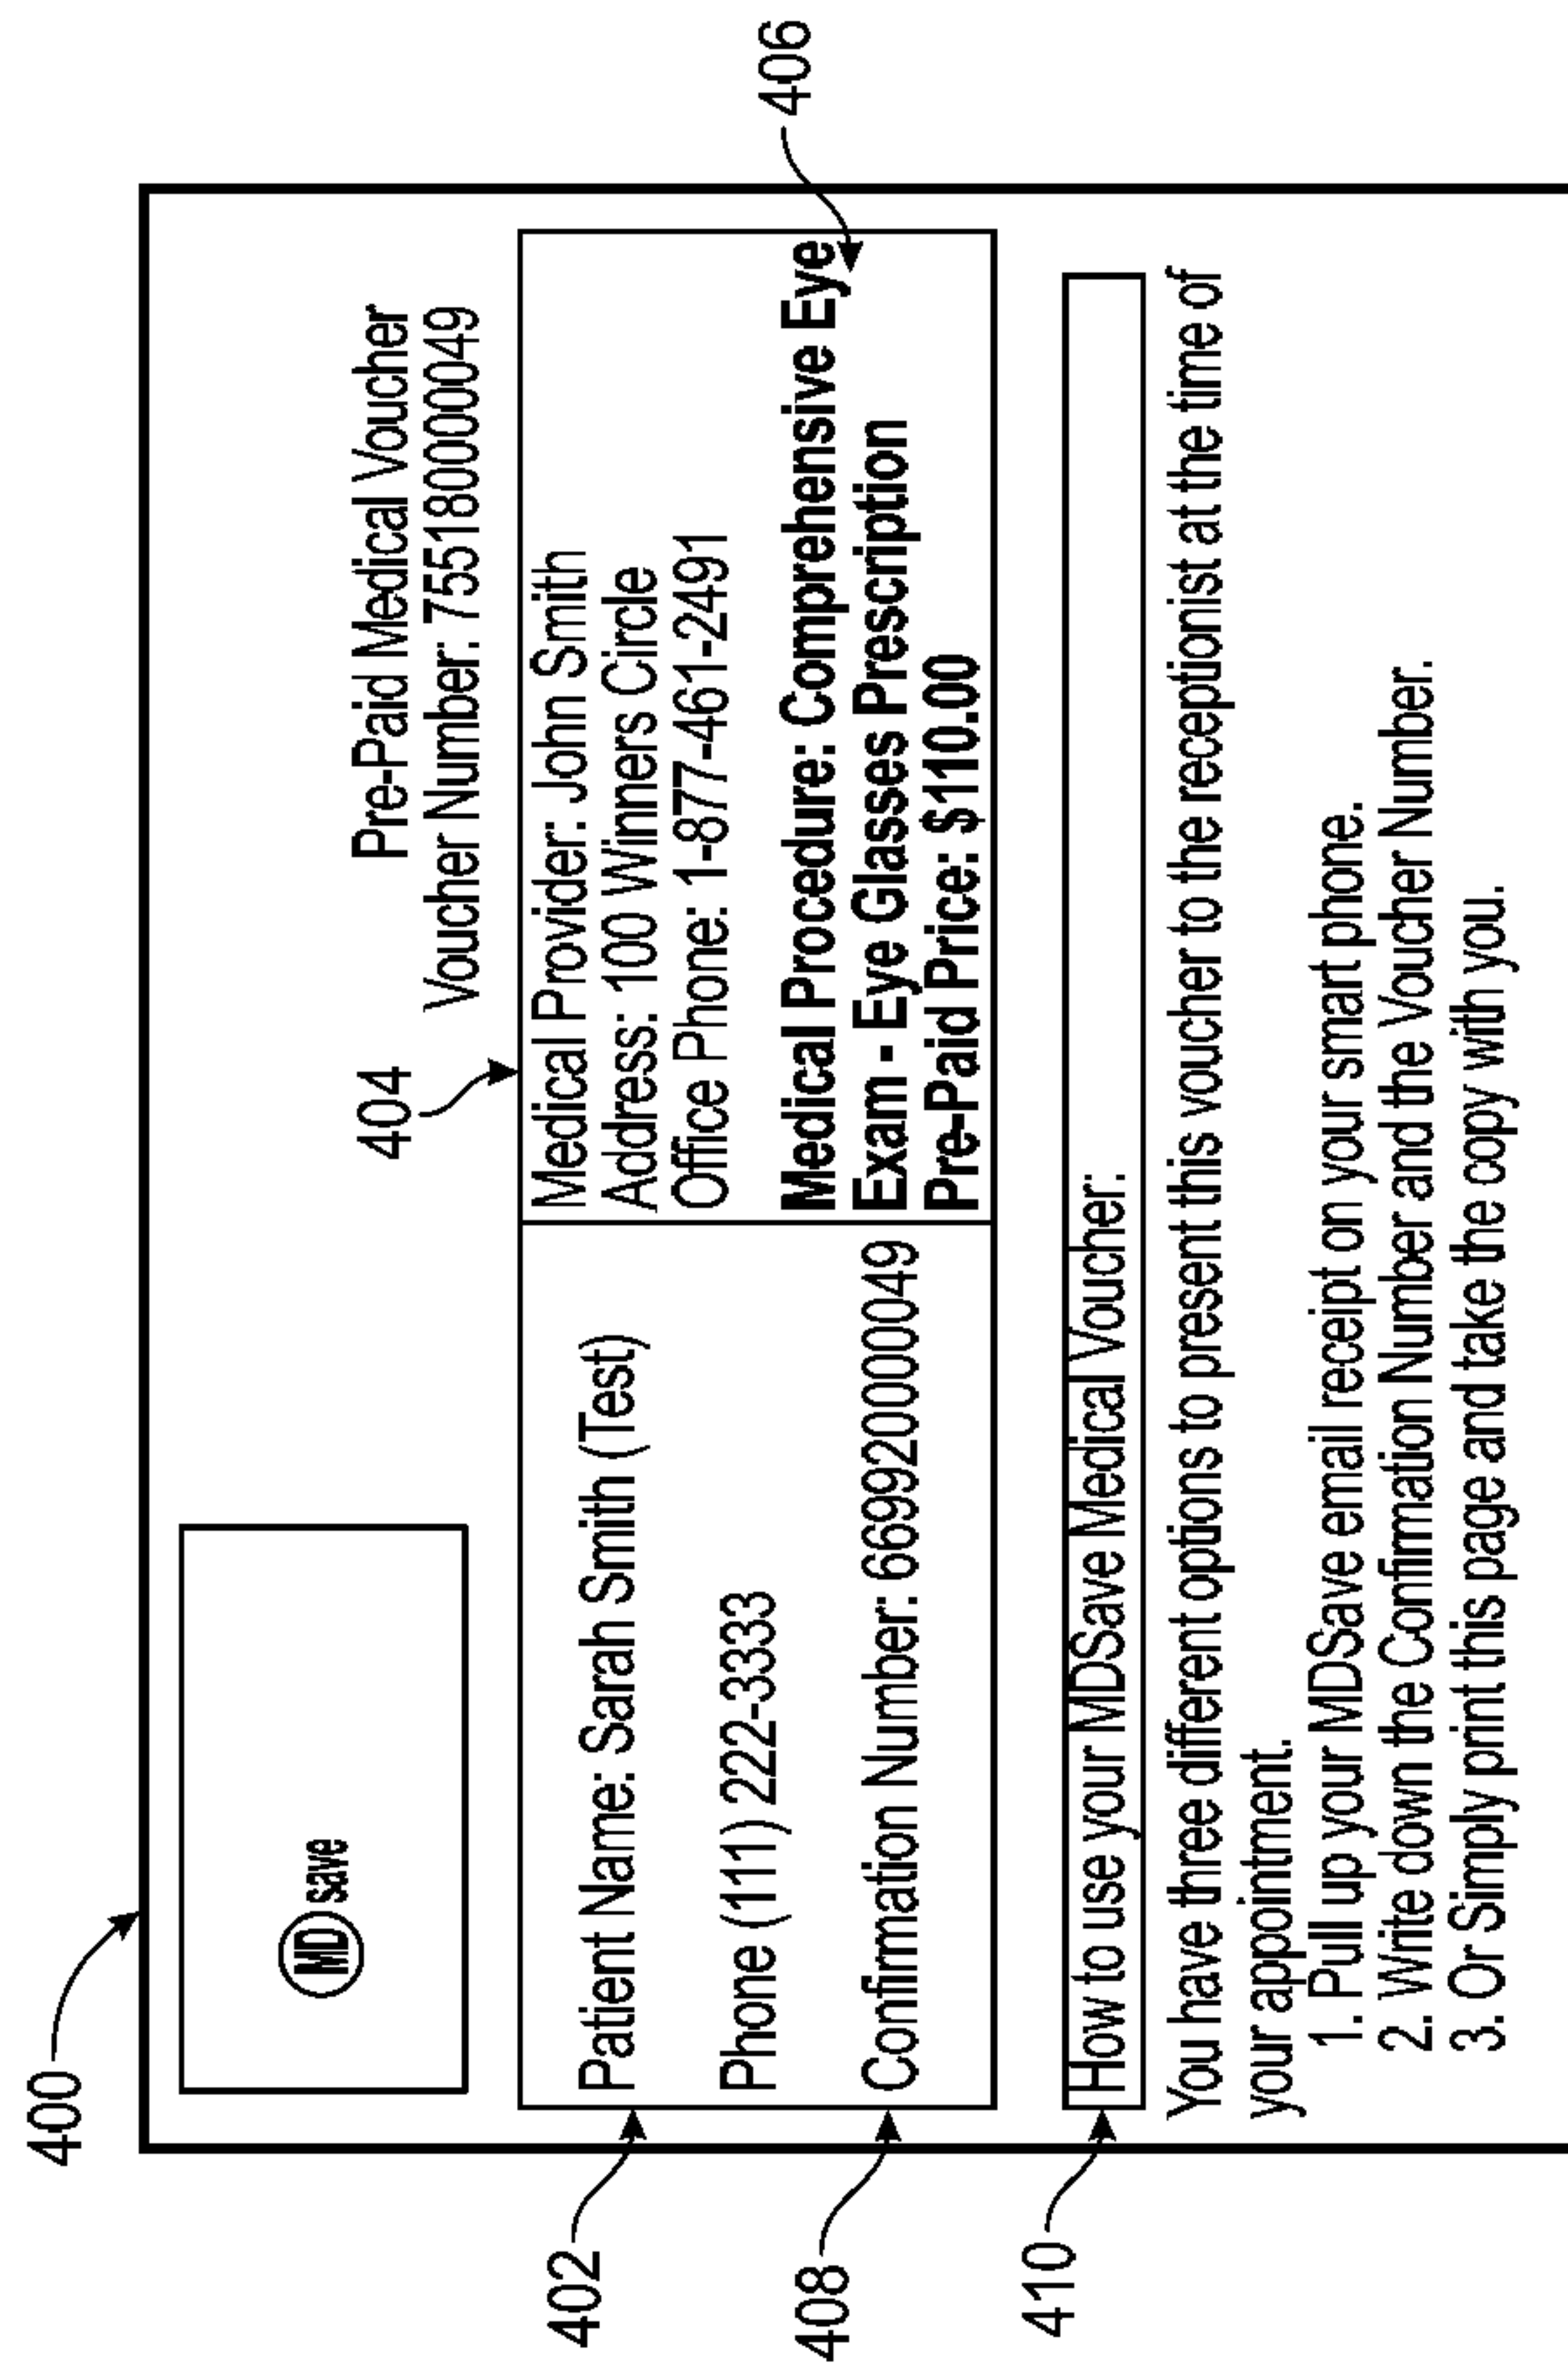 400
MD save
404
Pre-Paid Medical Voucher
Voucher Number: 7551800000049
402
Patient Name: Sarah Smith (Test)
Phone (111) 222-3333
408
Confirmation Number: 6699200000049
Medical Provider: John Smith
Address: 100 Winners Circle
Office Phone: 1-877-461-2491
Medical Procedure: Comprehensive Eye
Exam - Eye Glasses Prescription
Pre-Paid Price: $110.00
406
410
How to use your MDSave Medical Voucher:
You have three different options to present this voucher to the receptionist at the time of
your appointment.
1. Pull up your MDSave email receipt on your smart phone.
2. Write down the Confirmation Number and the Voucher Number.
3. Or Simply print this page and take the copy with you.